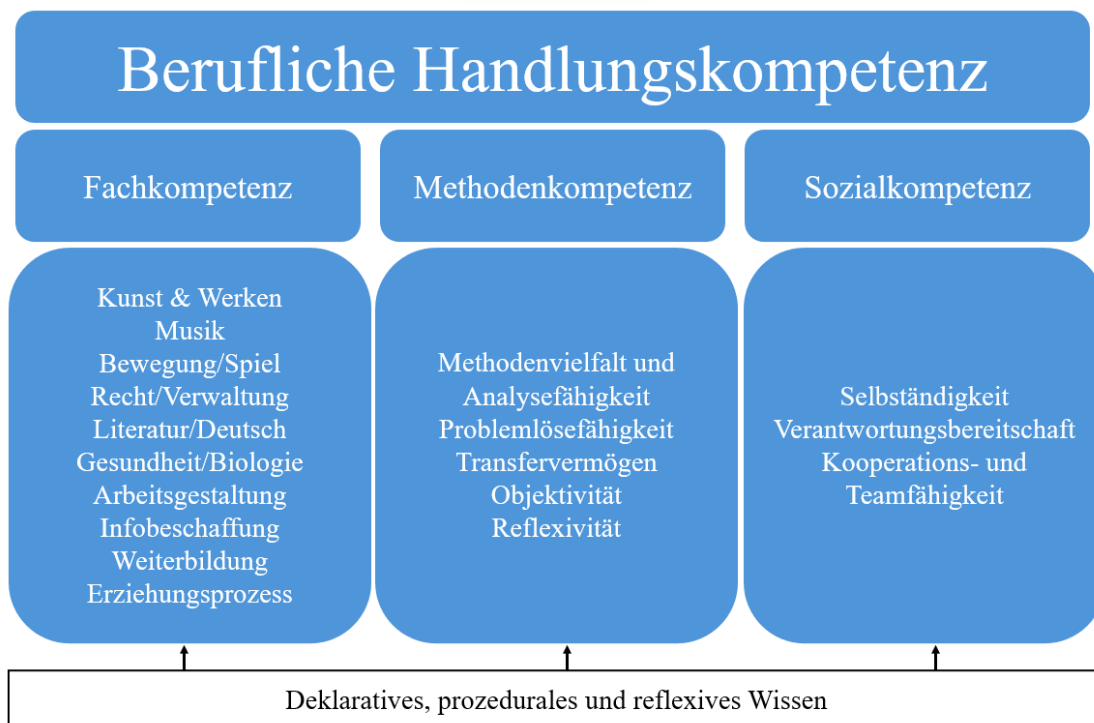 Berufliche Handlungskompetenz
Fachkompetenz
Methodenkompetenz
Sozialkompetenz
Kunst & Werken
Musik
Bewegung/Spiel
Recht/Verwaltung
Literatur/Deutsch
Gesundheit/Biologie
Arbeitsgestaltung
Infobeschaffung
Weiterbildung
Erziehungsprozess
Methodenvielfalt und
Analysefähigkeit
Problemlösefähigkeit
Transfervermögen
Objektivität
Reflexivität
Selbständigkeit
Verantwortungsbereitschaft
Kooperations- und
Teamfähigkeit
Deklaratives, prozedurales und reflexives Wissen